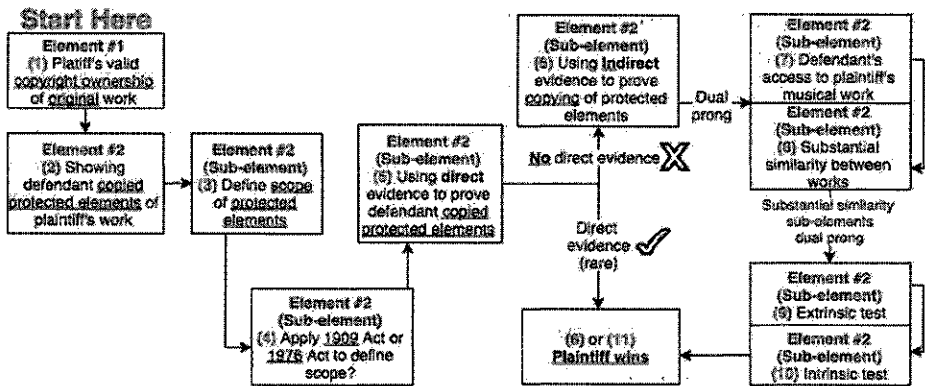 Start Here
Element #1
(1) Platiff's valid
copyright ownership
of original work
Element #2
(2) Showing
defendant copied
protected elements of
plaintiff's work
Element #2
(Sub-element)
(3) Define scope
of protected
elements
Element #2
(Sub-element)
(4) Apply 1909 Act or
1976 Act to define
scope?
Element #2
(Sub-element)
(5) Using direct
evidence to prove
defendant copied
protected elements
No direct evidence
Direct
evidence
(rare)
Element #2
(Sub-element)
(6) Using Indirect
evidence to prove
copying of protected
elements
Dual
prong
Element #2
(Sub-element)
(7) Defendant's
access to plaintiff's
musical work
Element #2
(Sub-element)
(8) Substantial
similarity between
works
Substantial similarity
sub-elements
dual prong
Element #2
(Sub-element)
(9) Extrinsic test
Element #2
(Sub-element)
(10) Intrinsic test
(6) or (11)
Plaintiff wins